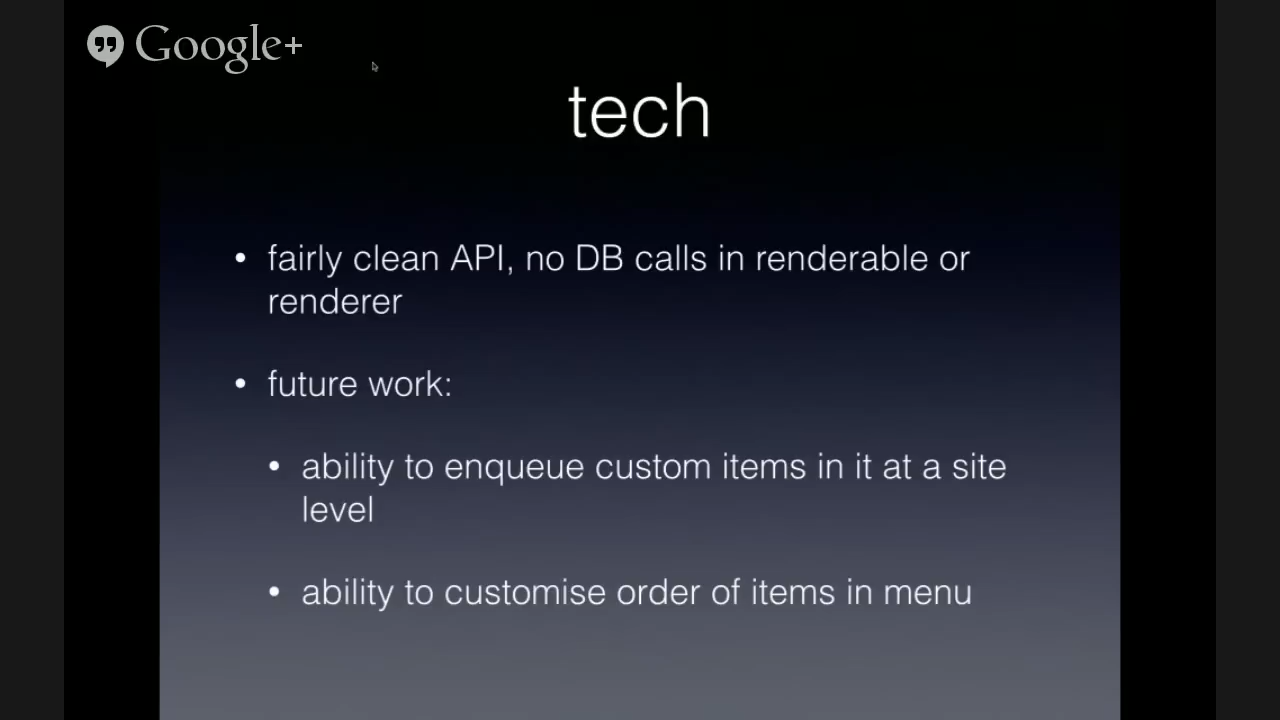 Google+
tech
• fairly clean API, no DB calls in renderable or
renderer
• future work:
• ability to enqueue custom items in it at a site
level
• ability to customise order of items in menu